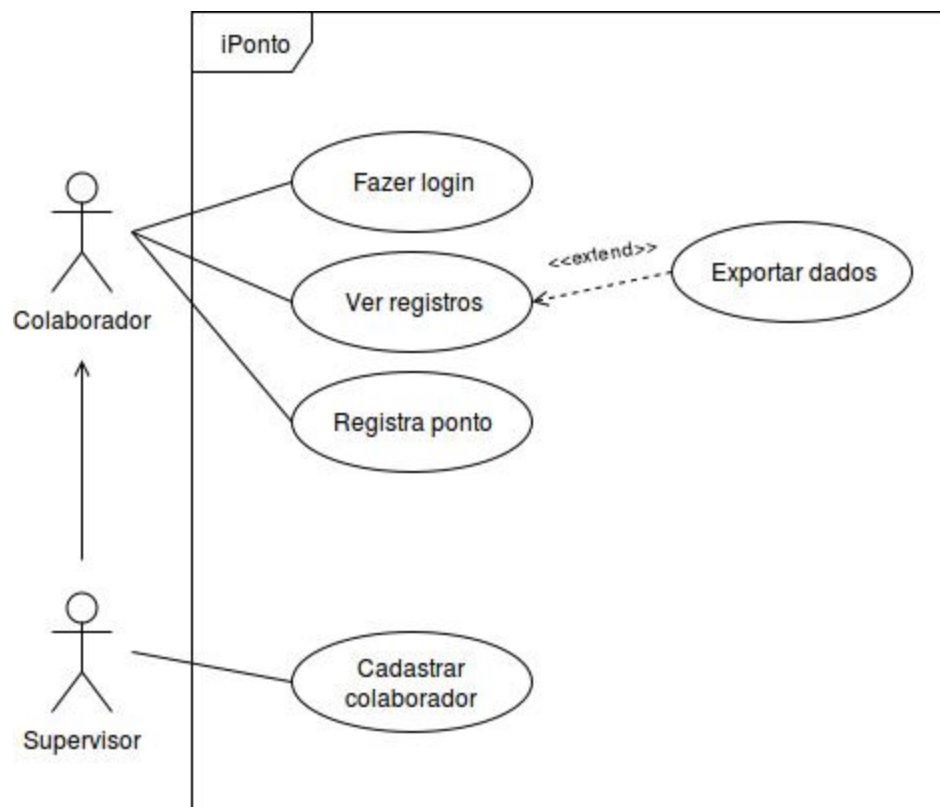 iPonto
Fazer login
<<extend>>
Exportar dados
Ver registros
Colaborador
Registra ponto
Cadastrar
colaborador
Supervisor